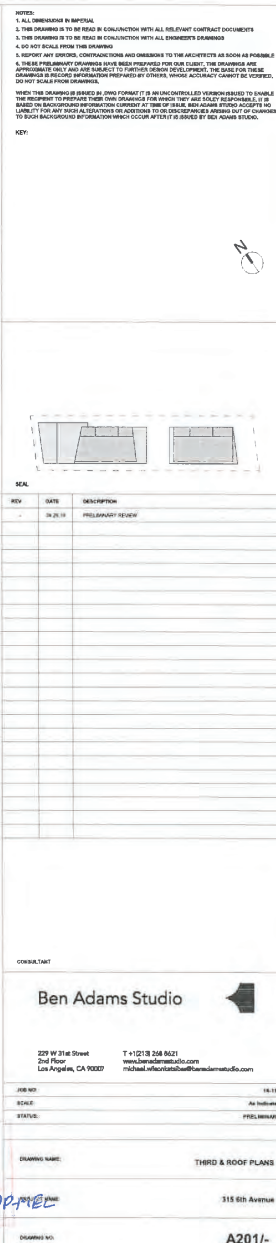 NOTES:
1. ALL DIMENSIONS IN IMPERIAL
2. THIS DRAWING IS TO BE READ IN CONJUNCTION WITH ALL RELEVANT CONTRACT DOCUMENTS
3. THIS DRAWING IS TO BE READ IN CONJUNCTION WITH ALL ENGINEER'S DRAWINGS
4. DO NOT SCALE FROM THIS DRAWING
5. REPORT ANY ERRORS, CONTRADICTIONS AND OMISSIONS TO THE ARCHITECTS AS SOON AS POSSIBLE
6. THESE PRELIMINARY DRAWINGS HAVE BEEN PREPARED FOR OUR CLIENT, THIS DRAWINGS ARE
APPROXIMATE ONLY AND ARE SUBJECT TO FURTHER DESIGN DEVELOPMENT, THE BASE FOR THESE
DRAWINGS IS RECORD INFORMATION PREPARED BY OTHERS, WHOSE ACCURACY CANNOT BE VERIFIED,
DO NOT SCALE FROM DRAWINGS,
WHEN THIS DRAWING IS ISSUED IN .DWG FORMAT IT IS AN UNCONTROLLED VERSION ISSUED TO ENABLE
THE RECIPIENT TO PREPARE THEIR OWN DRAWINGS FOR WHICH THEY ARE SOLEY RESPONSIBLE, IT IS
BASED ON BACKGROUND INFORMATION CURRENT AT TIME OF ISSUE. BEN ADAMS STUDIO ACCEPTS NO
LIABILITY FOR ANY SUCH ALTERATIONS OR ADDITIONS TO OR DISCREPANCIES ARISING OUT OF CHANGES
TO SUCH BACKGROUND INFORMATION WHICH OCCUR AFTER IT IS ISSUED BY BEN ADAMS STUDIO.
KEY:
N
SEAL
REV DATE DESCRIPTION
- PRELIMINARY REVIEW
CONSULTANT
Ben Adams Studio
229 W 31st Street T +1(213) 268 8621
2nd Floor www.benadamsstudio.com
Los Angeles, CA 90007 michael.wilsonkatsibas@benadamsstudio.com
JOB NO:
SCALE: As Indicate
STATUS: PRELIMINAR
DRAWING NAME: THIRD & ROOF PLANS
NAME: 315 6th Avenue
DRAWING NO: A201/-